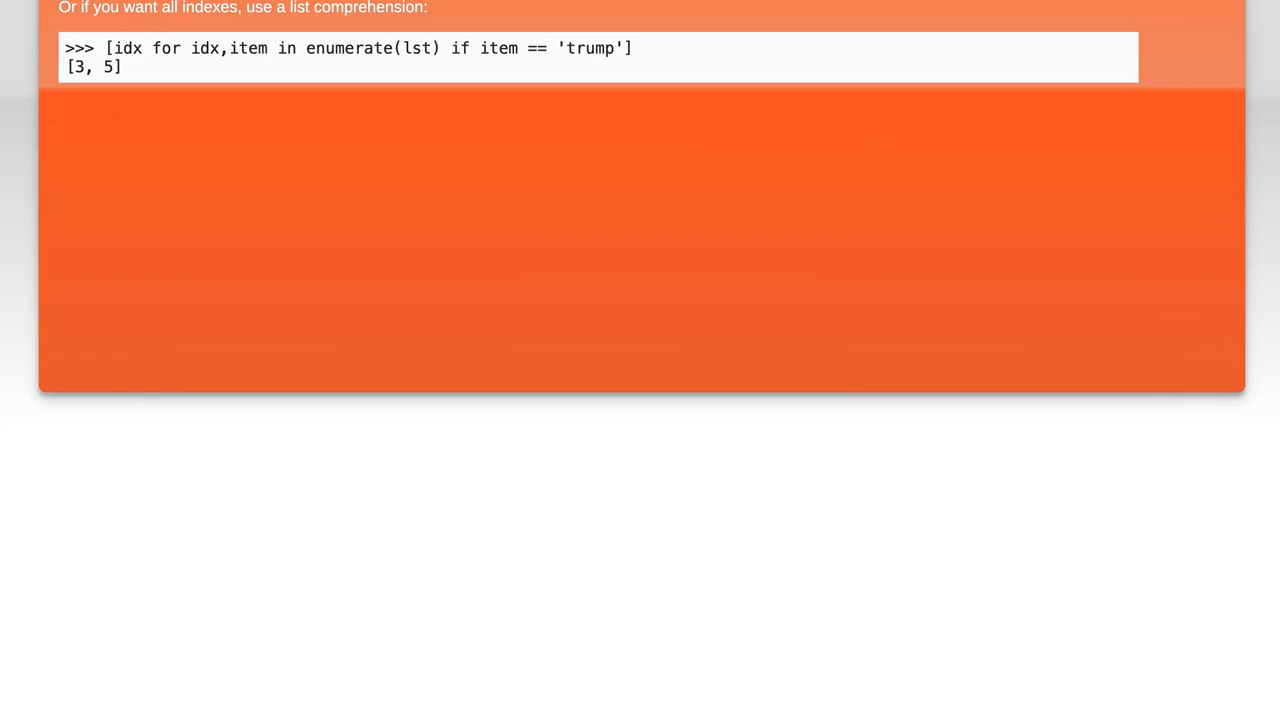 Or if you want all indexes, use a list comprehension:
>>> [idx for idx,item in enumerate(lst) if item == 'trump']
[3, 5]